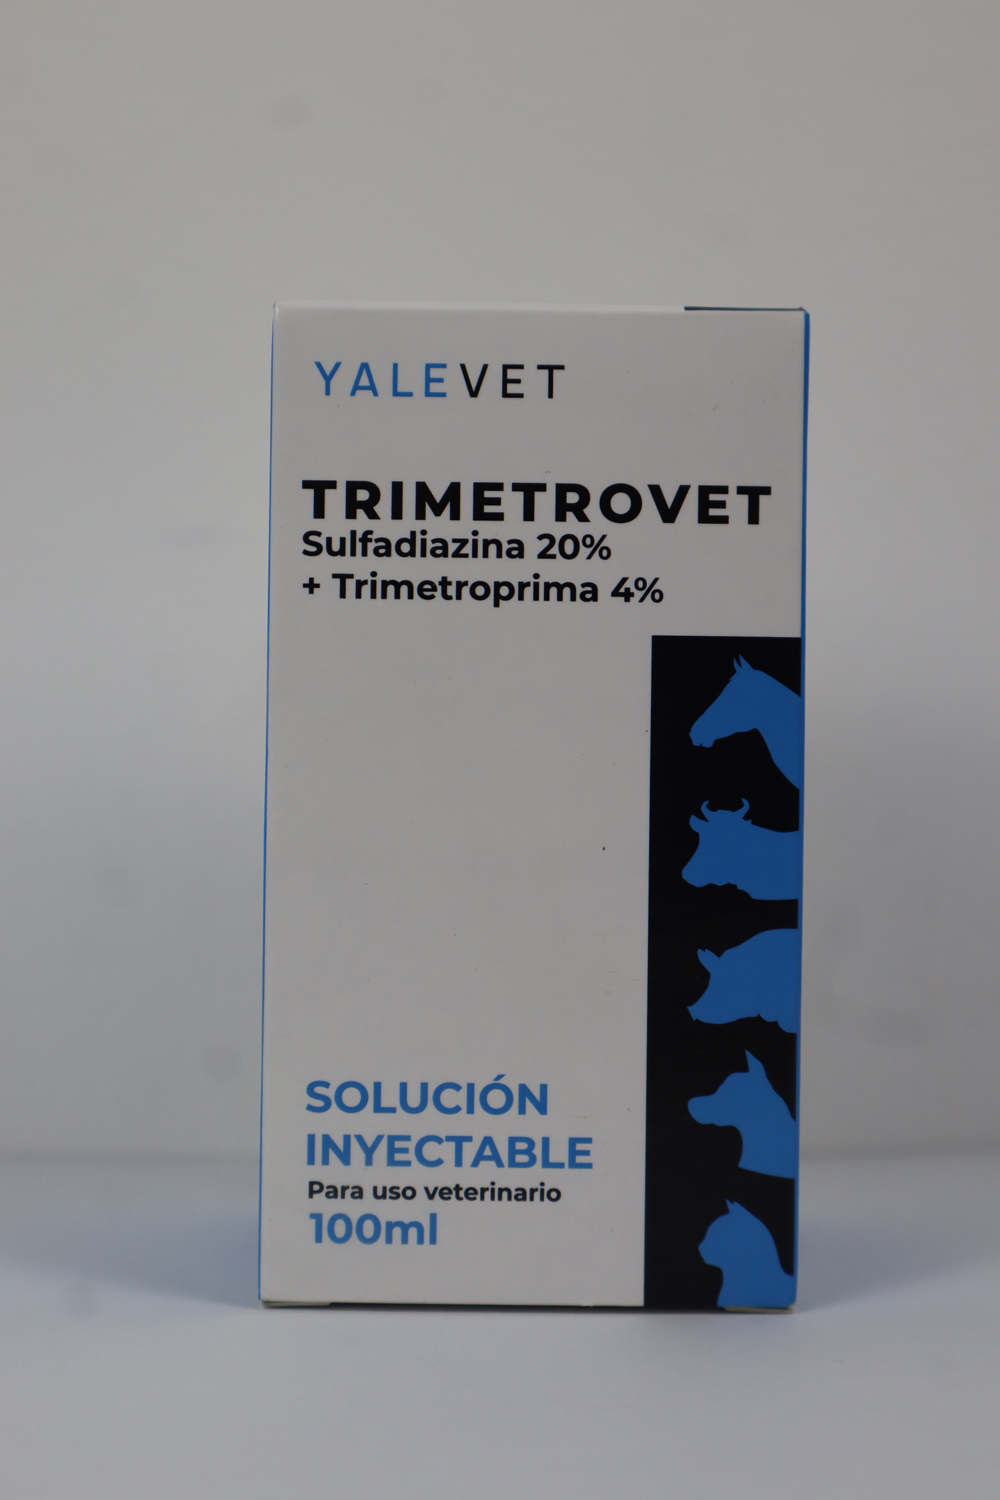 YALEVET
TRIMETROVET
Sulfadiazina 20%
+ Trimetroprima 4%
SOLUCIÓN
INYECTABLE
Para uso veterinario
100ml